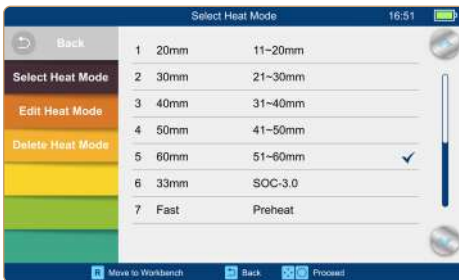 Select Heat Mode 16:51
Back
Select Heat Mode
Edit Heat Mode
Delete Heat Mode
1 20mm 11~20mm
2 30mm 21~30mm
3 40mm 31~40mm
4 50mm 41~50mm
5 60mm 51~60mm
6 33mm SOC-3.0
7 Fast Preheat
R Move to Workbench Back Proceed